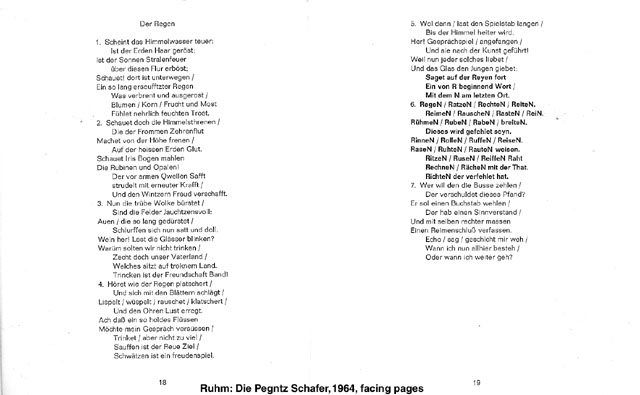 Der Regen
1. Scheint das Himmelwasser teuer:
Ist der Erden Haar geröst;
Ist der Sonnen Stralenfeuer
über diesen Flur erböst;
Schauet! dort ist unterwegen /
Ein so lang erseufftzter Regen
Was verbrent und ausgerost /
Blumen / Korn / Frucht und Most
Fühlet nehrlich feuchten Trost.
2. Schauet doch die Himmelsthrenen /
Die der Frommen Zehrenflut
Machet von der Höhe frenen /
Auf der heissen Erden Glut.
Schauet Iris Bogen mahlen
Die Rubinen und Opalen!
Der vor armen Qwellen Safft
strudelt mit erneuter Krafft /
Und den Wintzern Freud verschafft.
3. Nun die trübe Wolke bürstet /
Sind die Felder Jauchtzensvoll:
Auen / die so lang gedürstet /
Schlurffen sich nun satt und doll.
Wein her! Last die Glässer blinken?
Warüm solten wir nicht trinken /
Zecht doch unser Vaterland /
Welches sitzt auf troknem Land.
Trincken ist der Freundschaft Band!
4. Höret wie der Regen platschert /
Und sich mit den Blättern schlägt /
Lispelt / wüspelt / rauschet / klatschert /
Und den Ohren Lust erregt.
Ach daß ein so holdes Flüssen
Möchte mein Gesprach versüssen /
Trinket / aber nicht zu viel /
Sauffen ist der Reue Ziel /
Schwätzen ist ein freudenspiel.
18
5. Wol dann / last den Spielstab langen /
Bis der Himmel heiter wird.
Her! Gesprächspiel / angefangen /
Und sie nach der Kunst geführt!
Weil nun jeder solches liebet /
Und das Glas den Jungen giebet:
Saget auf der Reyen fort
Ein von R beginnend Wort /
Mit dem N am letzten Ort.
6. RegeN / RatzeN / RechteN / ReiteN.
ReimeN / RauscheN / RasteN / ReiN.
RühmeN / RubeN / RabeN / breiteN.
Dieses wird gefehlet seyn.
RinneN / RolleN / RuffeN / ReiseN.
RaseN / RuhteN / RauteN weisen.
RitzeN / RuseN / ReiffeN Raht
RechneN / RächeN mit der That.
RichteN der verfehlet hat.
7. Wer wil den die Busse zehlen /
Der verschuldet dieses Pfand?
Er sol einen Buchstab wehlen /
Der hab einen Sinnverstand /
Und mit selben rechter massen
Einen Reimenschluß verfassen.
Echo / sag / geschicht mir weh /
Wann ich nun allhier besteh /
Oder wann ich weiter geh?
19
Ruhm: Die Pegntz Schafer,1964, facing pages